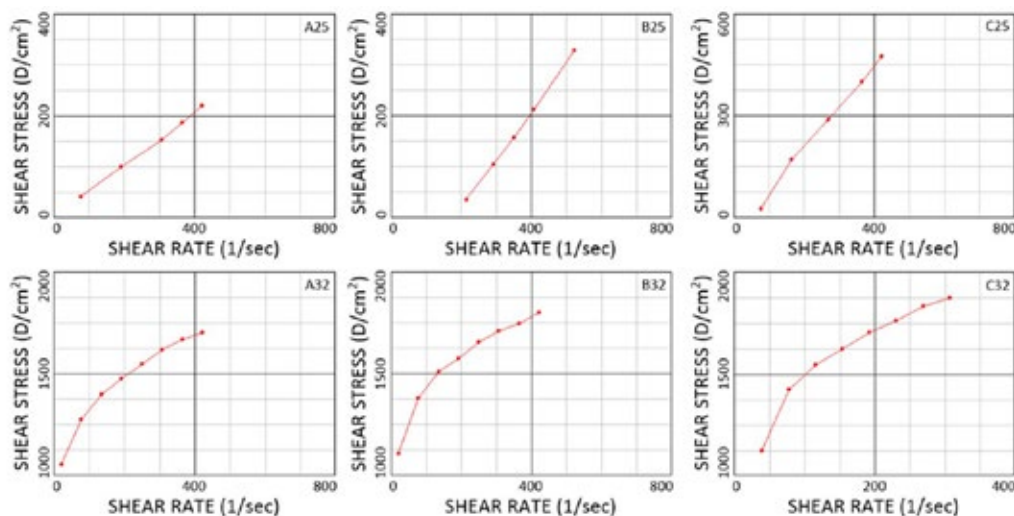 SHEAR STRESS (D/cm²)
400
200
0
A25
0 400 800
SHEAR RATE (1/sec)
SHEAR STRESS (D/cm²)
400
200
0
B25
0 400 800
SHEAR RATE (1/sec)
SHEAR STRESS (D/cm²)
600
300
0
C25
0 400 800
SHEAR RATE (1/sec)
SHEAR STRESS (D/cm²)
2000
1500
1000
A32
0 400 800
SHEAR RATE (1/sec)
SHEAR STRESS (D/cm²)
2000
1500
1000
B32
0 400 800
SHEAR RATE (1/sec)
SHEAR STRESS (D/cm²)
2000
1500
1000
C32
0 200 400
SHEAR RATE (1/sec)